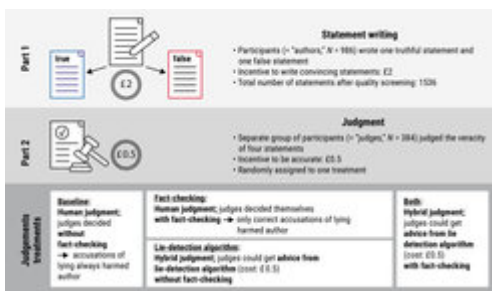 Part 1
true
false
£2
Statement writing
• Participants (= "authors," N = 986) wrote one truthful statement and
one false statement
• Incentive to write convincing statements: £2
• Total number of statements after quality screening: 1536
Part 2
£0.5
Judgment
• Separate group of participants (= "judges," N = 384) judged the veracity
of four statements
• Incentive to be accurate: £0.5
• Randomly assigned to one treatment
Judgements
treatments
Baseline:
Human judgment;
judges decided
without
fact-checking
→ accusations of
lying always harmed
author
Fact-checking:
Human judgment; judges decided themselves
with fact-checking → only correct accusations of lying
harmed author
Lie-detection algorithm:
Hybrid judgment; judges could get advice from
lie-detection algorithm (cost: £0.5)
without fact-checking
Both:
Hybrid judgment;
judges could get
advice from lie
detection algorithm
(cost: £0.5)
with fact-checking